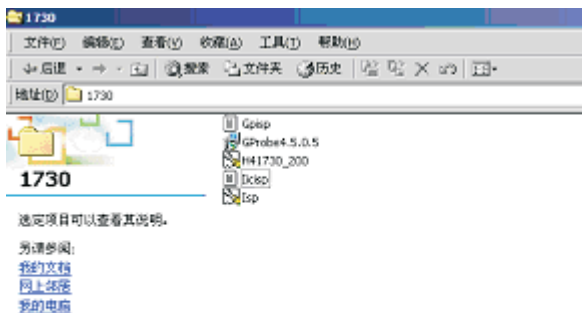 1730
文件(F) 编辑(E) 查看(V) 收藏(A) 工具(T) 帮助(H)
后退 搜索 文件夹 历史
地址(D) 1730
Gpisp
GProbe4.5.0.5
H41730_200
Iicisp
Isp
1730
选定项目可以查看其说明。
另请参阅:
我的文档
网上邻居
我的电脑